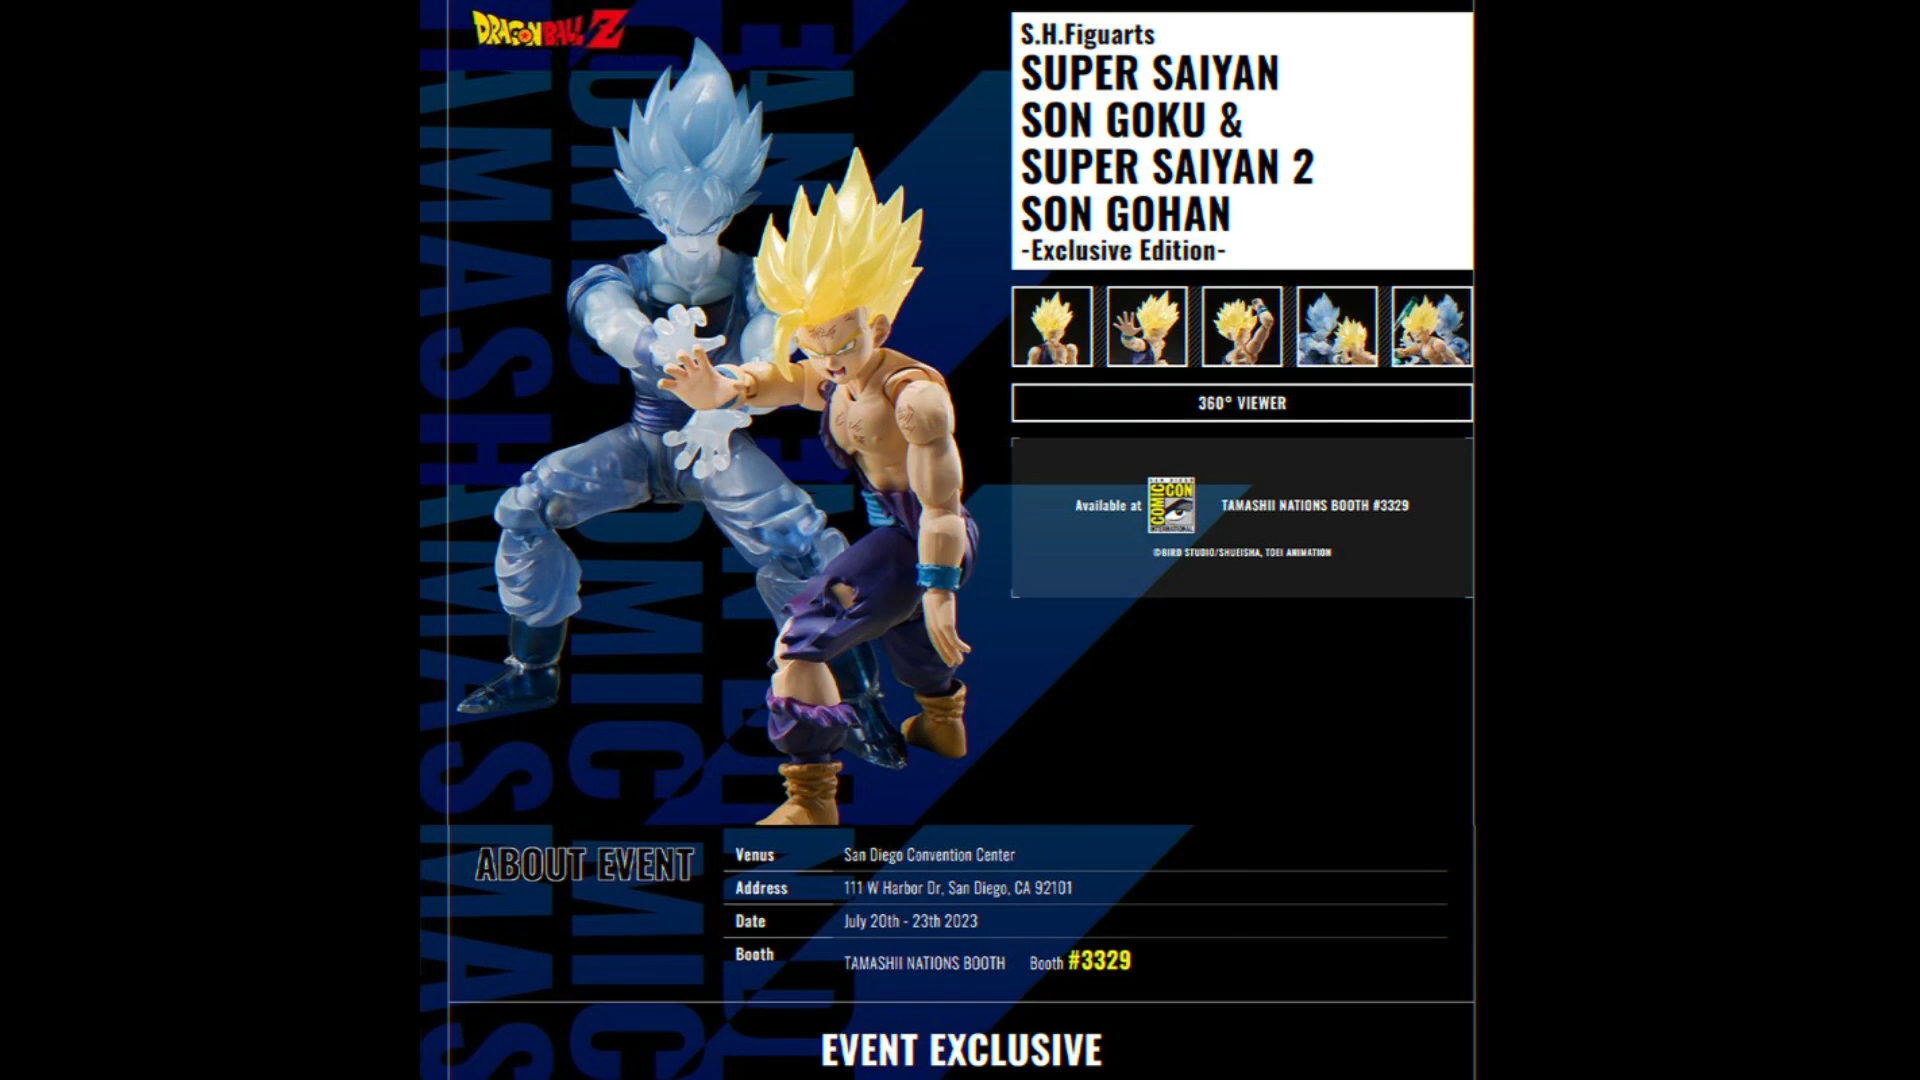 DRAGON BALL Z
S.H.Figuarts
SUPER SAIYAN
SON GOKU &
SUPER SAIYAN 2
SON GOHAN
-Exclusive Edition-
360° VIEWER
Available at
SAN DIEGO
COMIC CON
TAMASHII NATIONS BOOTH #3329
©BIRD STUDIO/SHUEISHA, TOEI ANIMATION
ABOUT EVENT
Venus San Diego Convention Center
Address 111 W Harbor Dr, San Diego, CA 92101
Date July 20th - 23th 2023
Booth TAMASHII NATIONS BOOTH Booth #3329
EVENT EXCLUSIVE